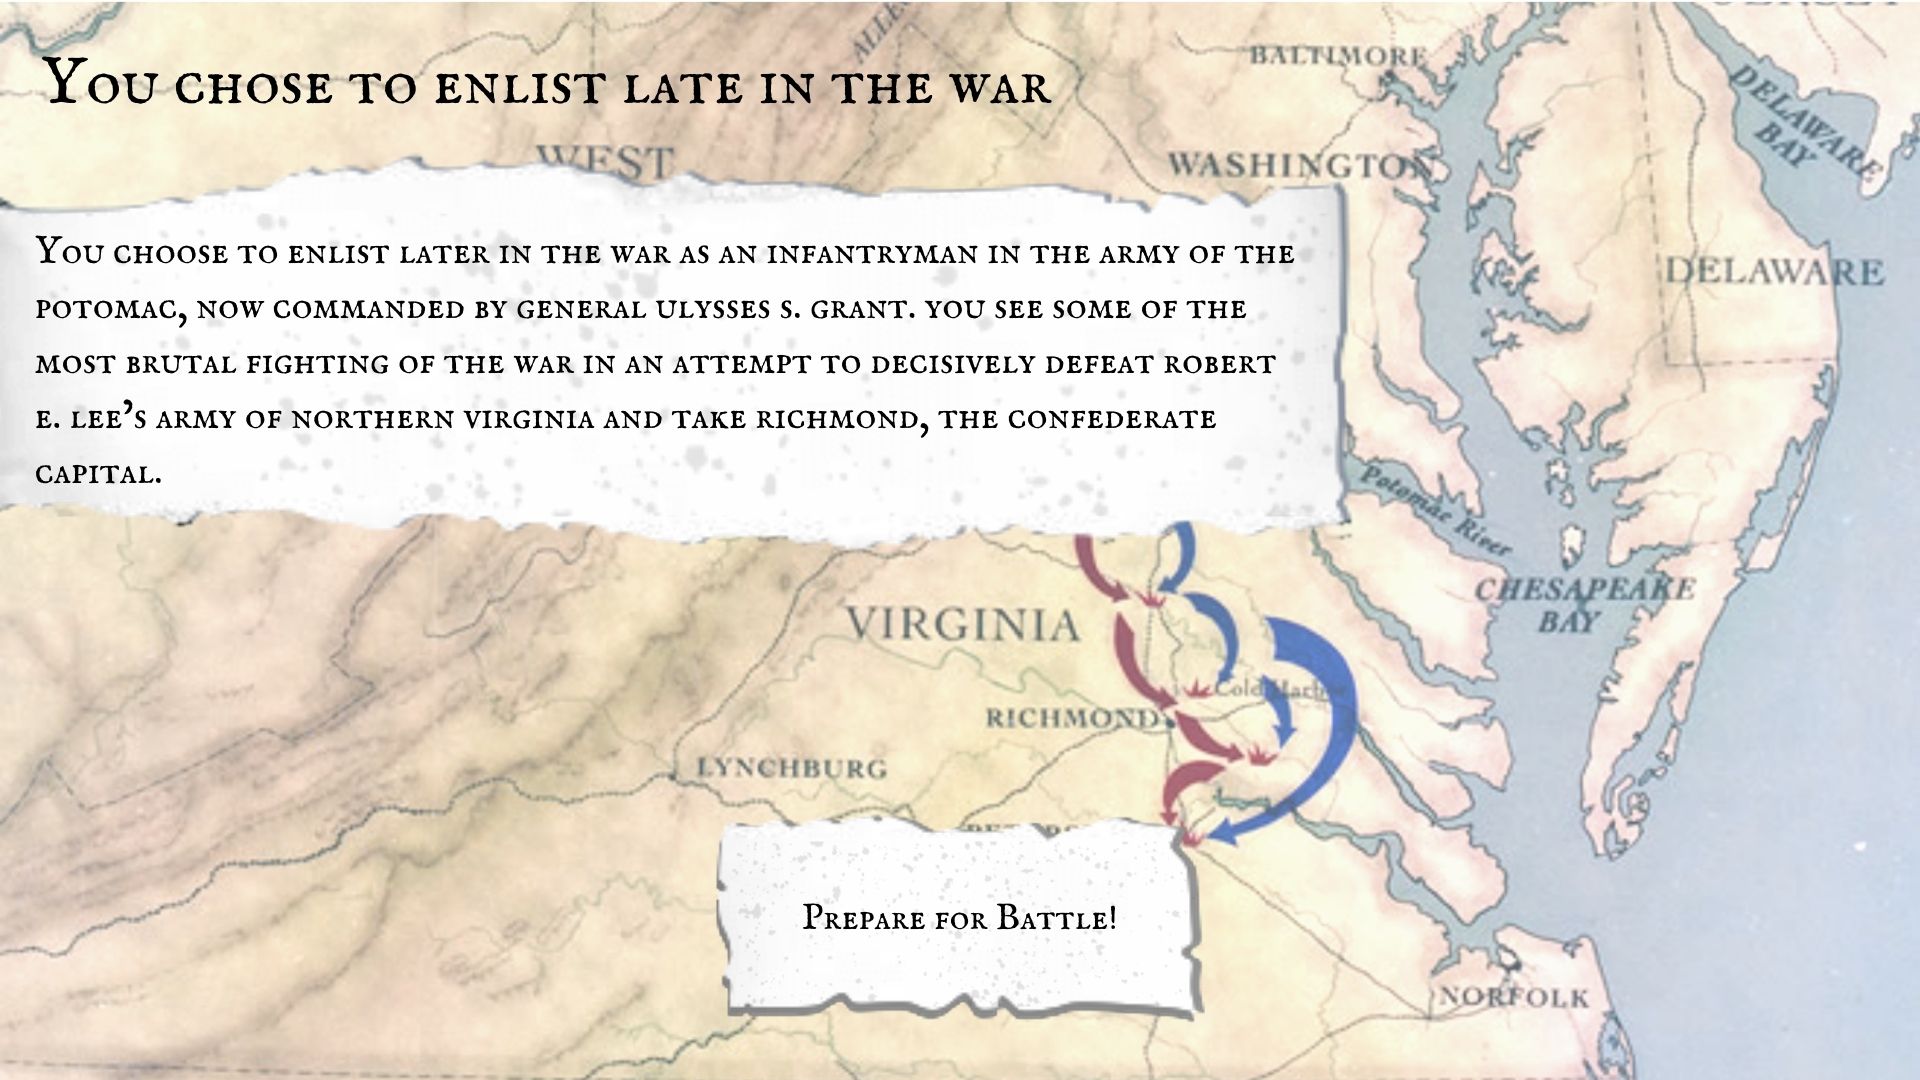 ALLE
BALTIMORE
You chose to enlist late in the war
DELAWARE
BAY
WEST
WASHINGTON
You choose to enlist later in the war as an infantryman in the army of the
potomac, now commanded by general ulysses s. grant. you see some of the
most brutal fighting of the war in an attempt to decisively defeat robert
e. lee's army of northern virginia and take richmond, the confederate
capital.
DELAWARE
Potomac River
CHESAPEAKE
BAY
VIRGINIA
Cold Harbor
RICHMOND
LYNCHBURG
Prepare for Battle!
NORFOLK